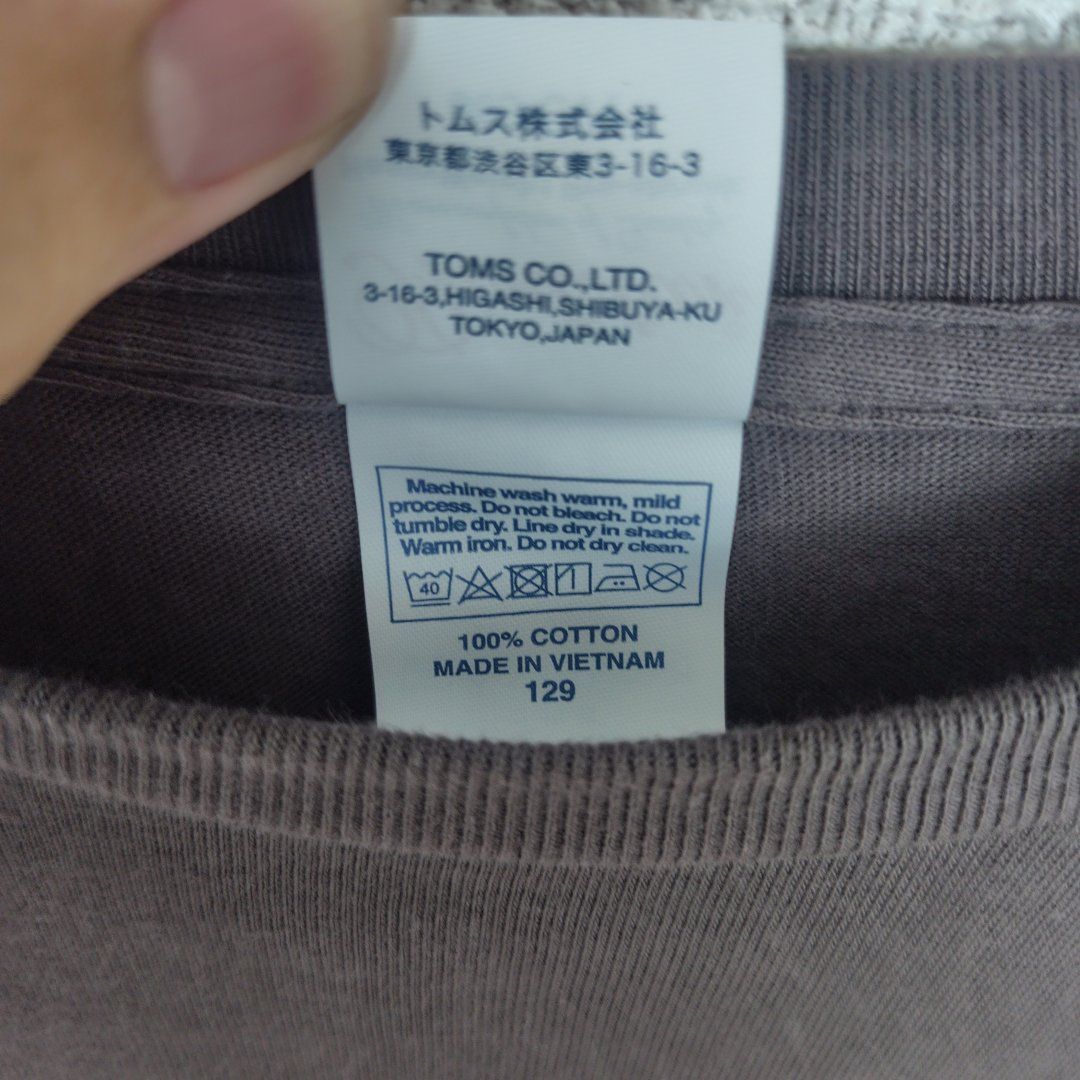 トムス株式会社
東京都渋谷区東3-16-3
TOMS CO.,LTD.
3-16-3,HIGASHI,SHIBUYA-KU
TOKYO,JAPAN
Machine wash warm, mild
process. Do not bleach. Do not
tumble dry. Line dry in shade.
Warm iron. Do not dry clean.
40
100% COTTON
MADE IN VIETNAM
129